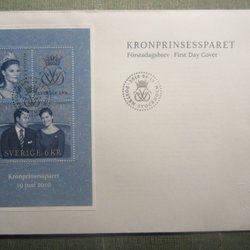 KRONPRINSESSPARET
Förstadagsbrev | First Day Cover
SVERIGE 6 KR
Kronprinsessparet
19 juni 2010